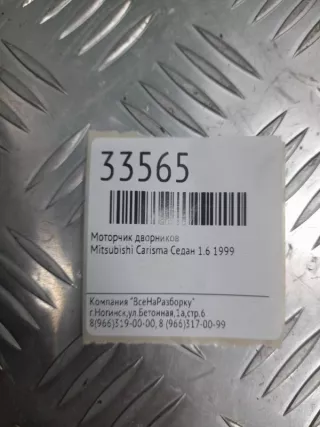 33565
Моторчик дворников
Mitsubishi Carisma Седан 1.6 1999
Компания "ВсеНаРазборку"
г.Ногинск,ул.Бетонная,1а,стр.6
8(966)319-00-00, 8 (966)317-00-99